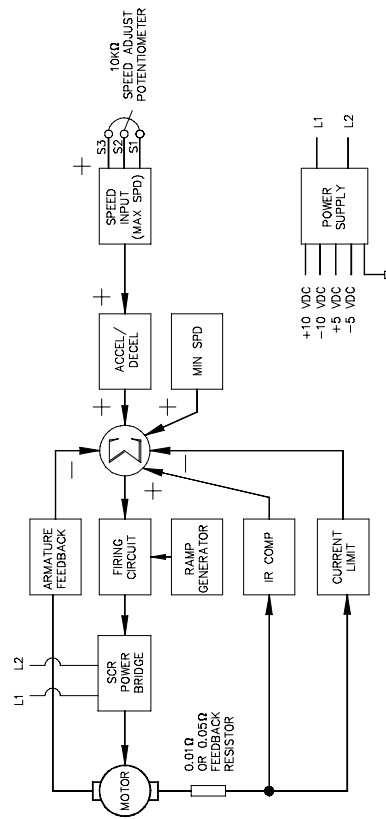 L1
L2
MOTOR
SCR
POWER
BRIDGE
ARMATURE
FEEDBACK
FIRING
CIRCUIT
RAMP
GENERATOR
IR COMP
CURRENT
LIMIT
0.01Ω
OR 0.05Ω
FEEDBACK
RESISTOR
−
+
−
Σ
+
+
ACCEL/
DECEL
+
MIN SPD
+
SPEED
INPUT
(MAX SPD)
S3
S2
S1
10KΩ
SPEED ADJUST
POTENTIOMETER
+10 VDC
−10 VDC
+5 VDC
−5 VDC
POWER
SUPPLY
L1
L2